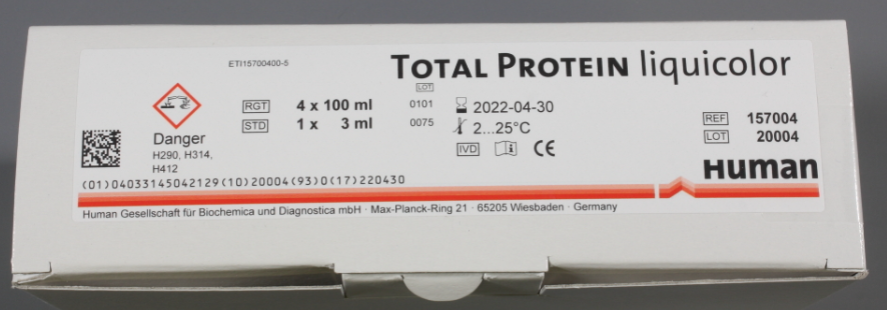 ETI15700400-5
TOTAL PROTEIN liquicolor
LOT
RGT 4 x 100 ml 0101 2022-04-30
STD 1 x 3 ml 0075 2...25°C
IVD i CE
REF 157004
LOT 20004
Danger
H290, H314,
H412
Human
(01)04033145042129(10)20004(93)0(17)220430
Human Gesellschaft für Biochemica und Diagnostica mbH · Max-Planck-Ring 21 · 65205 Wiesbaden · Germany